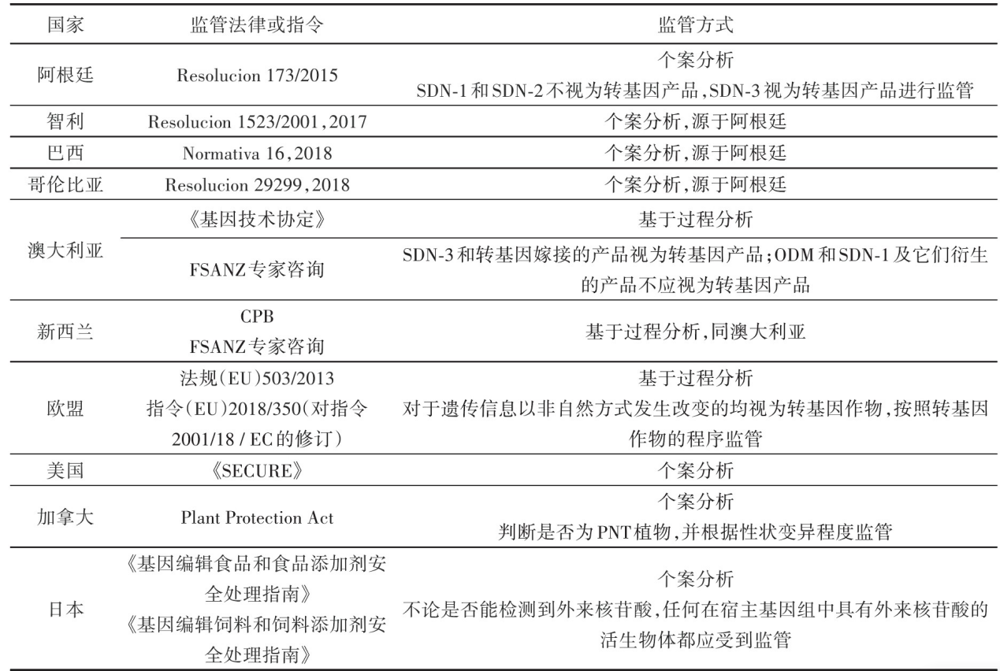 国家 监管法律或指令 监管方式
阿根廷 Resolucion 173/2015 个案分析
SDN-1和SDN-2不视为转基因产品,SDN-3视为转基因产品进行监管
智利 Resolucion 1523/2001,2017 个案分析,源于阿根廷
巴西 Normativa 16,2018 个案分析,源于阿根廷
哥伦比亚 Resolucion 29299,2018 个案分析,源于阿根廷
澳大利亚 《基因技术协定》 基于过程分析
FSANZ专家咨询 SDN-3和转基因嫁接的产品视为转基因产品;ODM和SDN-1及它们衍生
的产品不应视为转基因产品
新西兰 CPB
FSANZ专家咨询 基于过程分析,同澳大利亚
欧盟 法规(EU)503/2013
指令(EU)2018/350(对指令
2001/18 / EC的修订) 基于过程分析
对于遗传信息以非自然方式发生改变的均视为转基因作物,按照转基因
作物的程序监管
美国 《SECURE》 个案分析
加拿大 Plant Protection Act 个案分析
判断是否为PNT植物,并根据性状变异程度监管
日本 《基因编辑食品和食品添加剂安
全处理指南》
《基因编辑饲料和饲料添加剂安
全处理指南》 个案分析
不论是否能检测到外来核苷酸,任何在宿主基因组中具有外来核苷酸的
活生物体都应受到监管